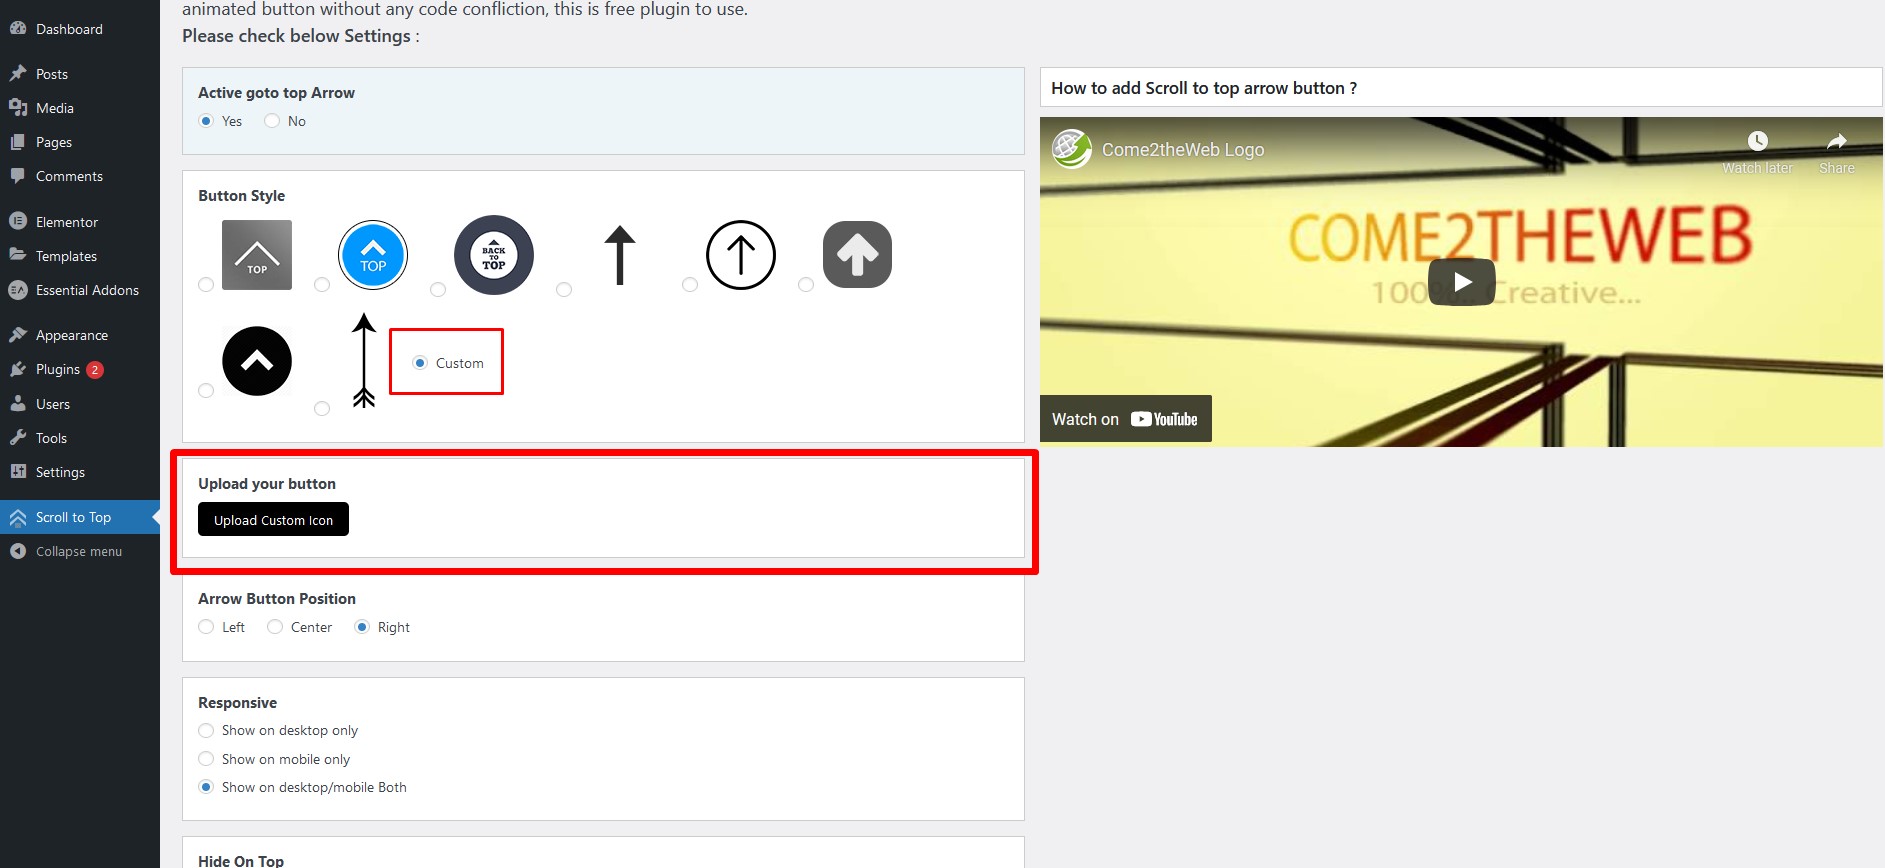 Dashboard
Posts
Media
Pages
Comments
Elementor
Templates
Essential Addons
Appearance
Plugins 2
Users
Tools
Settings
Scroll to Top
Collapse menu
animated button without any code confliction, this is free plugin to use.
Please check below Settings :
Active goto top Arrow
Yes No
Button Style
TOP
TOP
BACK
TO
TOP
Custom
Upload your button
Upload Custom Icon
Arrow Button Position
Left Center Right
Responsive
Show on desktop only
Show on mobile only
Show on desktop/mobile Both
Hide On Top
How to add Scroll to top arrow button ?
Come2theWeb Logo
Watch later Share
COME2THEWEB
100%.. Creative...
Watch on YouTube